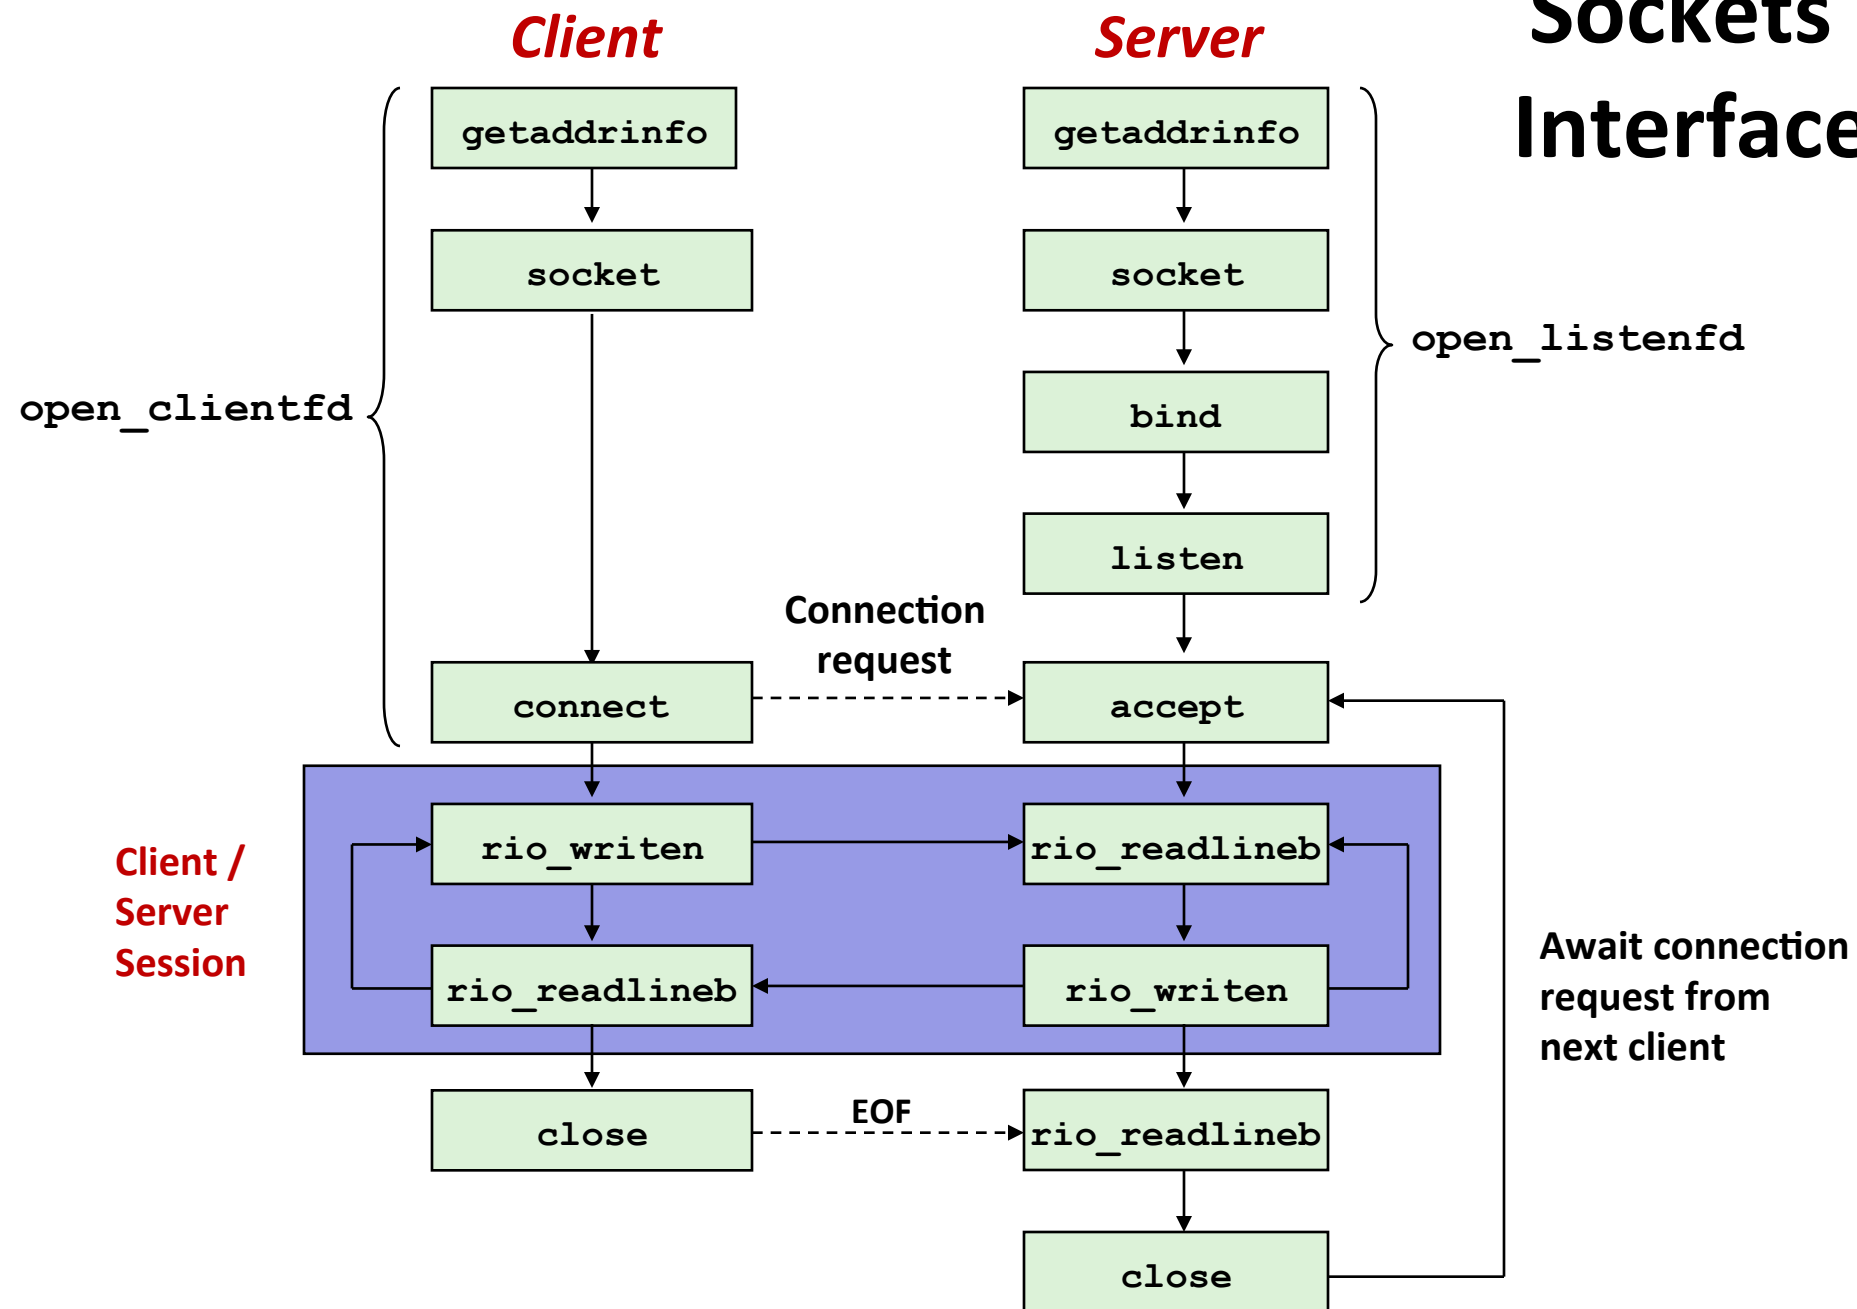 Sockets
Interface
Client
Server
getaddrinfo
getaddrinfo
socket
socket
open_listenfd
open_clientfd
bind
listen
Connection
request
connect
accept
Client /
Server
Session
rio_writen
rio_readlineb
rio_readlineb
rio_writen
Await connection
request from
next client
close
EOF
rio_readlineb
close